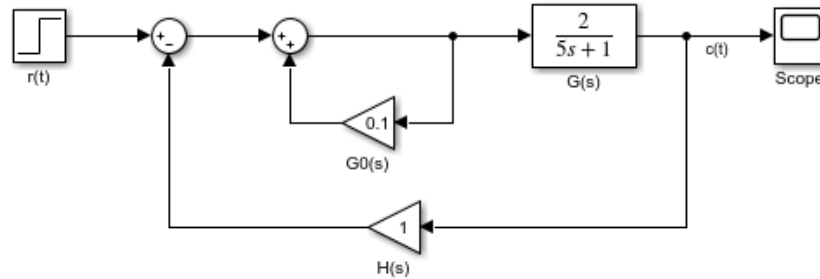 r(t)
+
−
+
+
2
5s + 1
G(s)
c(t)
Scope
0.1
G0(s)
1
H(s)